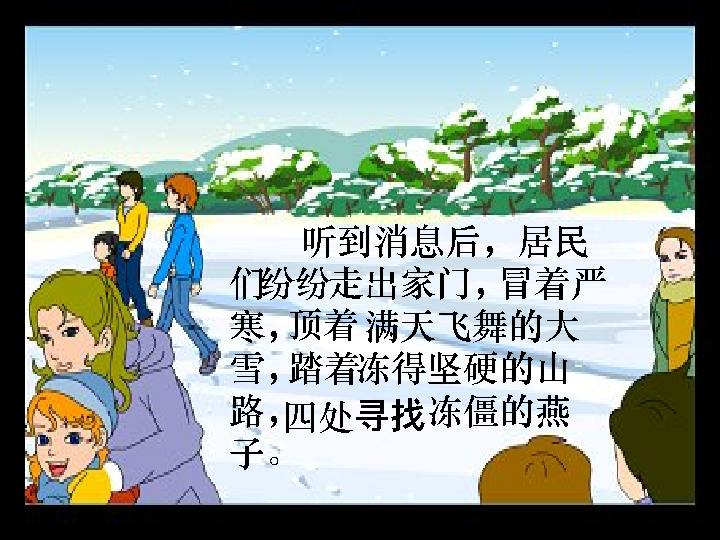 听到消息后，居民
们纷纷走出家门，冒着严
寒，顶着满天飞舞的大
雪，踏着冻得坚硬的山
路，四处寻找冻僵的燕
子。